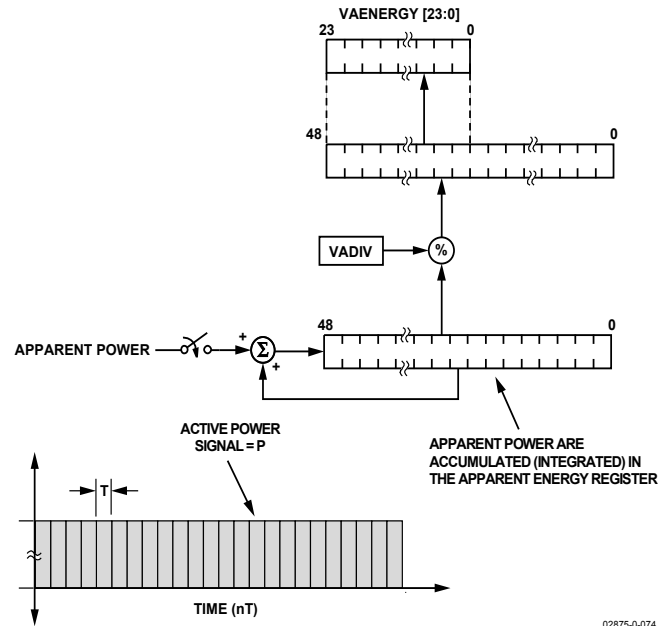 VAENERGY [23:0]
23 0
48 0
VADIV
%
48 0
APPARENT POWER
+
Σ
+
APPARENT POWER ARE
ACCUMULATED (INTEGRATED) IN
THE APPARENT ENERGY REGISTER
ACTIVE POWER
SIGNAL = P
T
TIME (nT)
02875-0-074